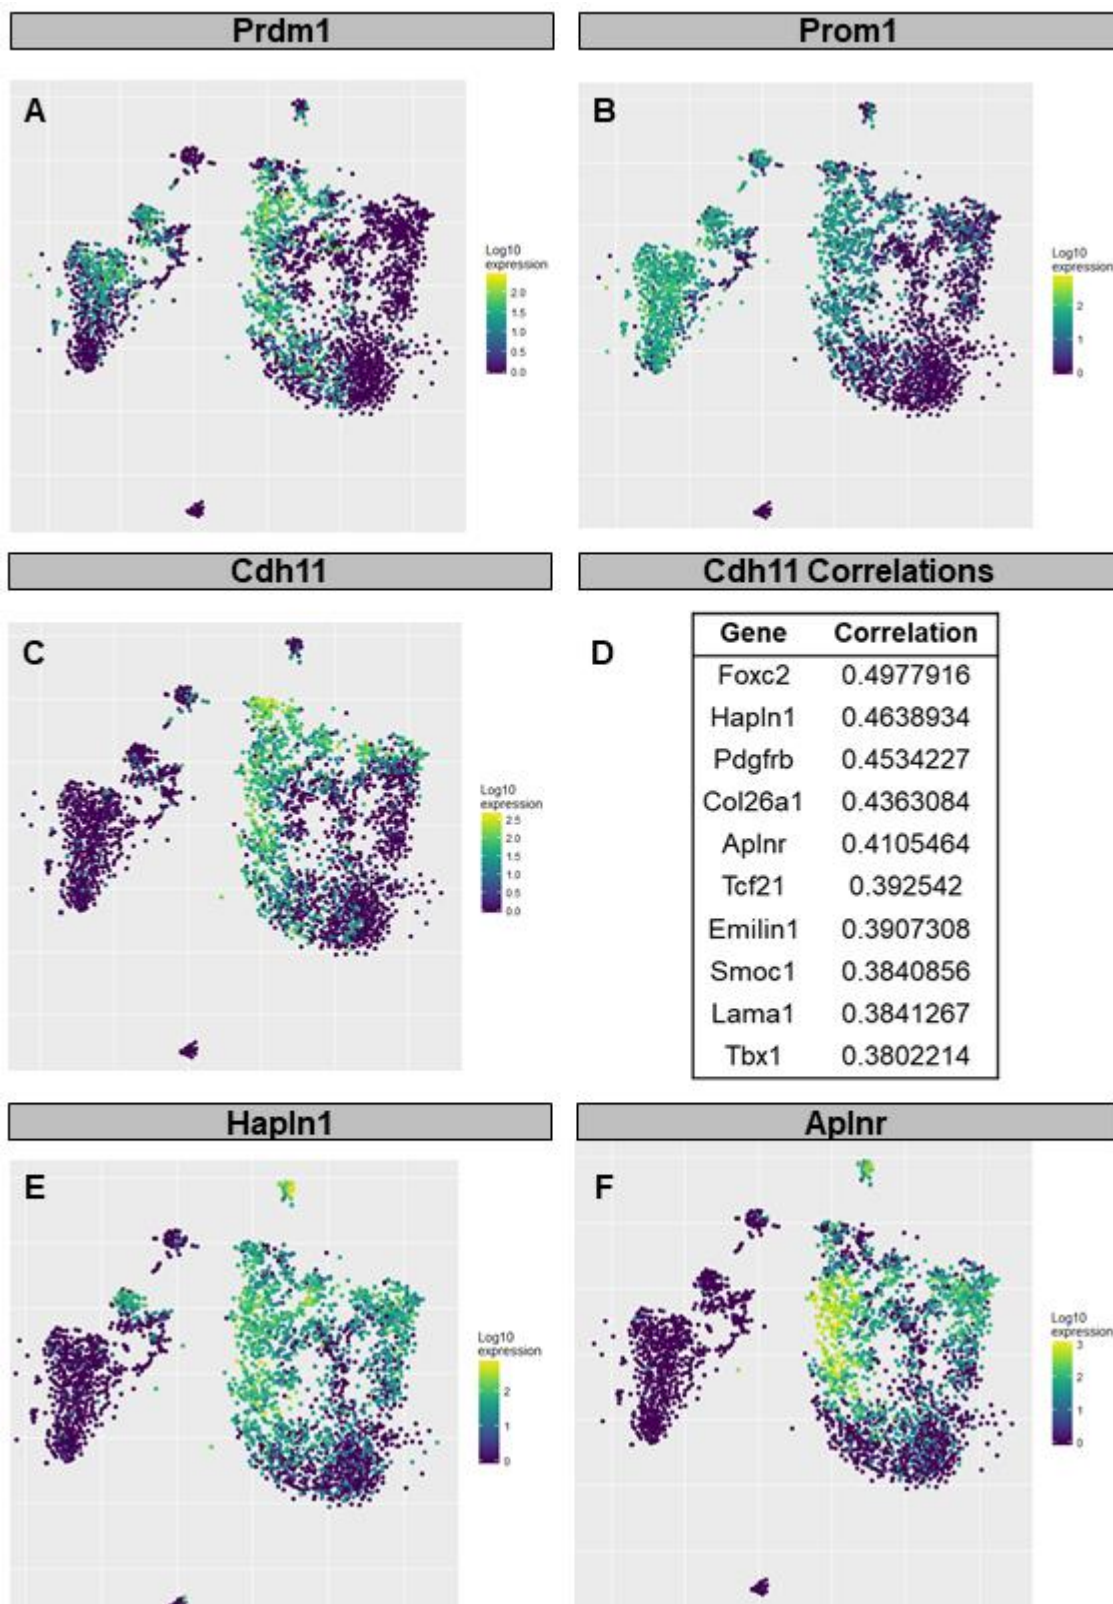 Prdm1
Prom1
A
Log10
expression
2.0
1.5
1.0
0.5
0.0
B
Log10
expression
2
1
0
Cdh11
Cdh11 Correlations
C
Log10
expression
2.5
2.0
1.5
1.0
0.5
0.0
D
Gene Correlation
Foxc2 0.4977916
Hapln1 0.4638934
Pdgfrb 0.4534227
Col26a1 0.4363084
Aplnr 0.4105464
Tcf21 0.392542
Emilin1 0.3907308
Smoc1 0.3840856
Lama1 0.3841267
Tbx1 0.3802214
Hapln1
Aplnr
E
Log10
expression
2
1
0
F
Log10
expression
3
2
1
0